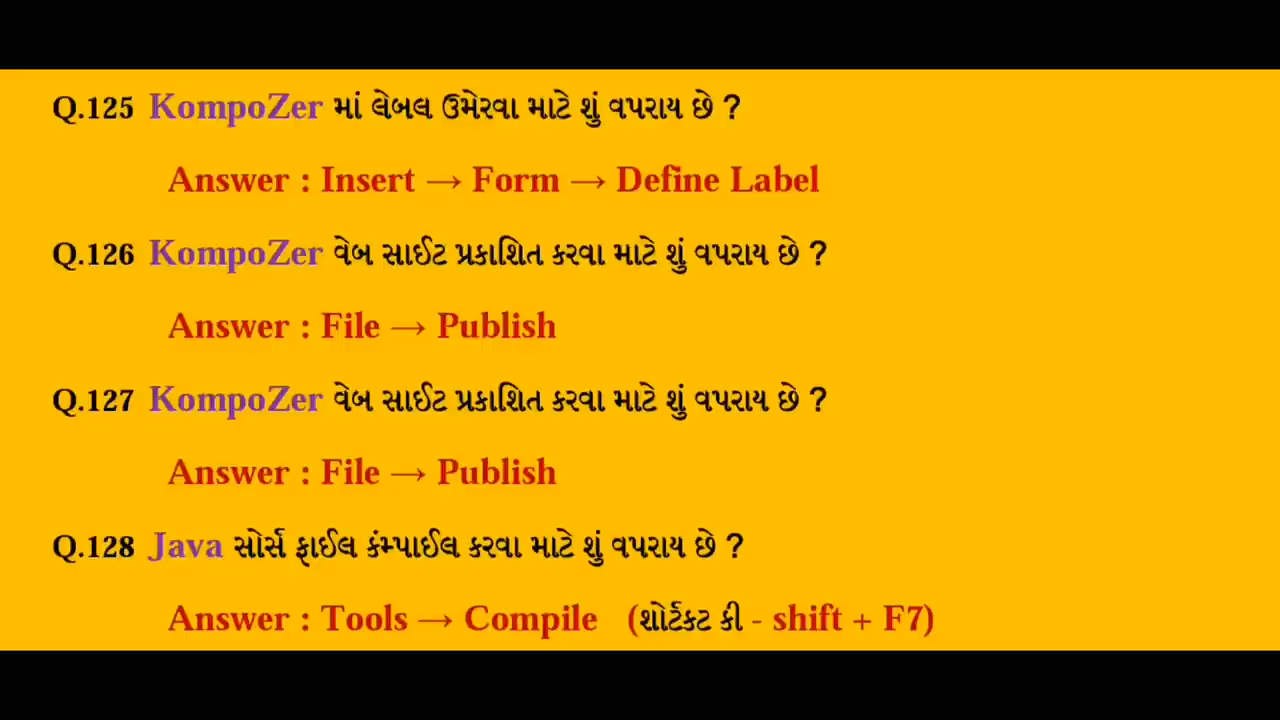 Q.125 KompoZer માં લેબલ ઉમેરવા માટે શું વપરાય છે ?
Answer : Insert → Form → Define Label
Q.126 KompoZer વેબ સાઈટ પ્રકાશિત કરવા માટે શું વપરાય છે ?
Answer : File → Publish
Q.127 KompoZer વેબ સાઈટ પ્રકાશિત કરવા માટે શું વપરાય છે ?
Answer : File → Publish
Q.128 Java સોર્સ ફાઈલ કંમ્પાઈલ કરવા માટે શું વપરાય છે ?
Answer : Tools → Compile (શોર્ટકટ કી - shift + F7)